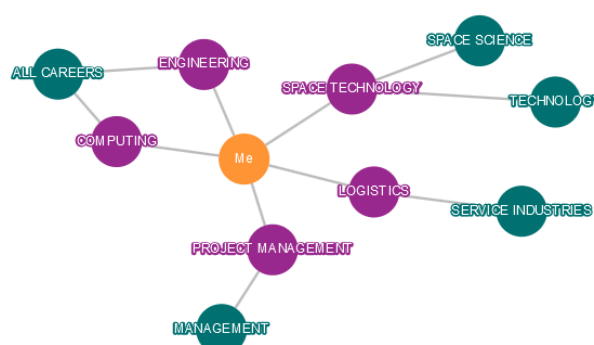 SPACE SCIENCE
ENGINEERING
ALL CAREERS
SPACE TECHNOLOGY
TECHNOLOG
COMPUTING
Me
LOGISTICS
SERVICE INDUSTRIES
PROJECT MANAGEMENT
MANAGEMENT